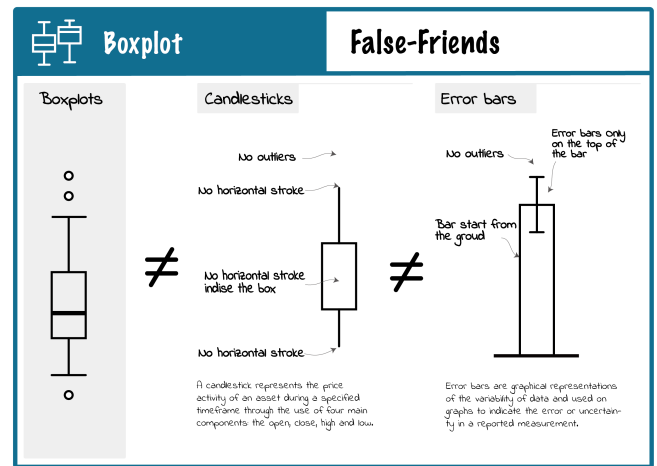 Boxplot
False-Friends
Boxplots
Candlesticks
Error bars
No outliers
No horizontal stroke
No horizontal stroke
indise the box
No horizontal stroke
A candlestick represents the price
activity of an asset during a specified
timeframe through the use of four main
components: the open, close, high and low.
No outliers
Error bars only
on the top of
the bar
Bar start from
the groud
Error bars are graphical representations
of the variability of data and used on
graphs to indicate the error or uncertain-
ty in a reported measurement.